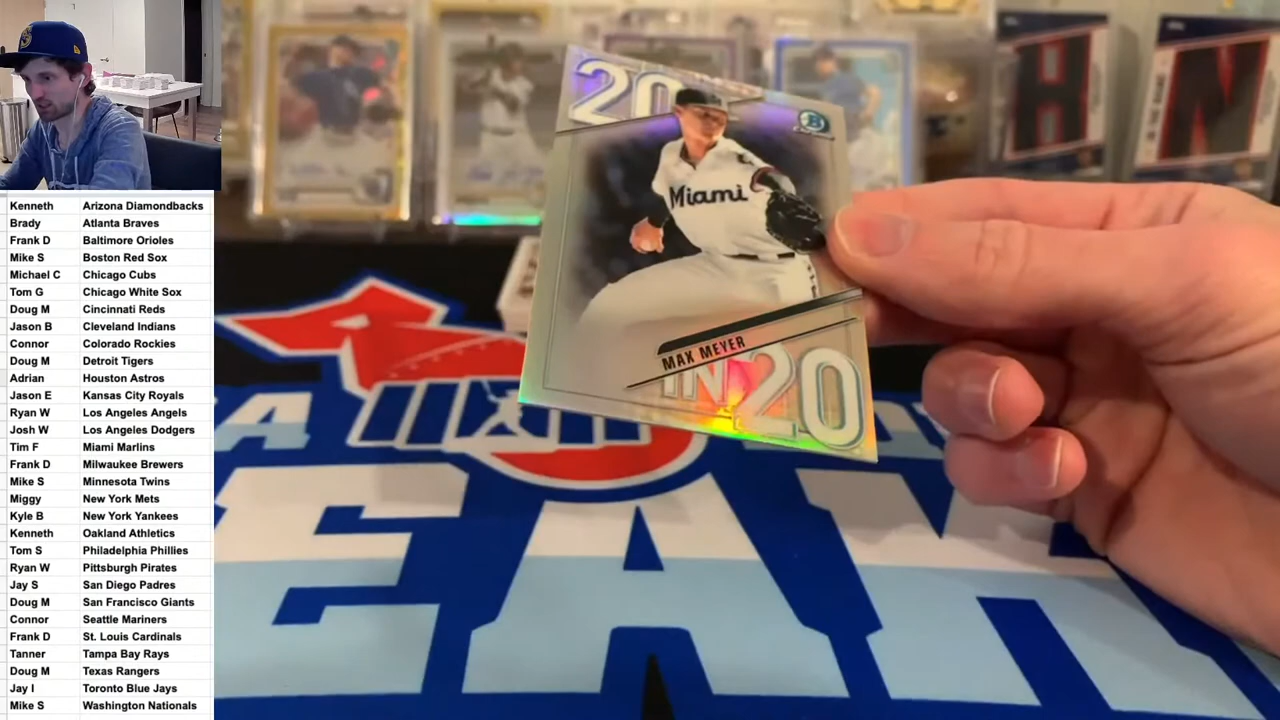 Kenneth Arizona Diamondbacks
Brady Atlanta Braves
Frank D Baltimore Orioles
Mike S Boston Red Sox
Michael C Chicago Cubs
Tom G Chicago White Sox
Doug M Cincinnati Reds
Jason B Cleveland Indians
Connor Colorado Rockies
Doug M Detroit Tigers
Adrian Houston Astros
Jason E Kansas City Royals
Ryan W Los Angeles Angels
Josh W Los Angeles Dodgers
Tim F Miami Marlins
Frank D Milwaukee Brewers
Mike S Minnesota Twins
Miggy New York Mets
Kyle B New York Yankees
Kenneth Oakland Athletics
Tom S Philadelphia Phillies
Ryan W Pittsburgh Pirates
Jay S San Diego Padres
Doug M San Francisco Giants
Connor Seattle Mariners
Frank D St. Louis Cardinals
Tanner Tampa Bay Rays
Doug M Texas Rangers
Jay I Toronto Blue Jays
Mike S Washington Nationals
20
B
Miami
MAX MEYER
IN 20
H
N